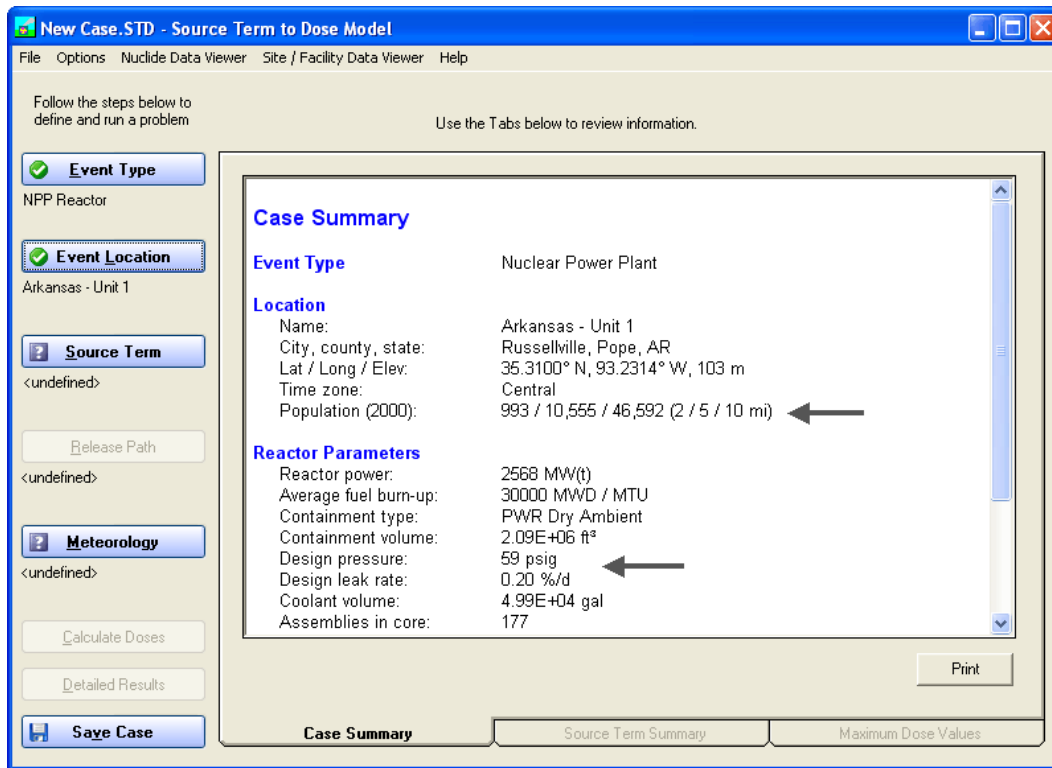 New Case.STD - Source Term to Dose Model
File Options Nuclide Data Viewer Site / Facility Data Viewer Help
Follow the steps below to
define and run a problem
Use the Tabs below to review information.
Event Type
NPP Reactor
Event Location
Arkansas - Unit 1
Source Term
<undefined>
Release Path
<undefined>
Meteorology
<undefined>
Calculate Doses
Detailed Results
Save Case
Case Summary
Event Type Nuclear Power Plant
Location
Name: Arkansas - Unit 1
City, county, state: Russellville, Pope, AR
Lat / Long / Elev: 35.3100° N, 93.2314° W, 103 m
Time zone: Central
Population (2000): 993 / 10,555 / 46,592 (2 / 5 / 10 mi)
Reactor Parameters
Reactor power: 2568 MW(t)
Average fuel burn-up: 30000 MWD / MTU
Containment type: PWR Dry Ambient
Containment volume: 2.09E+06 ft³
Design pressure: 59 psig
Design leak rate: 0.20 %/d
Coolant volume: 4.99E+04 gal
Assemblies in core: 177
Print
Case Summary Source Term Summary Maximum Dose Values